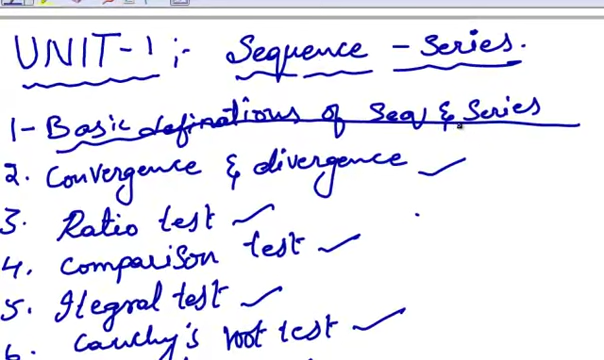 UNIT-1 :- Sequence - Series.
1- Basic definations of Seq & Series
2. Convergence & divergence
3. Ratio test
4. Comparison test
5. Itegral test
6. Cauchy's root test